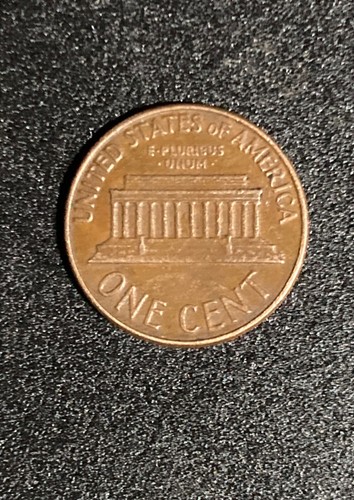 UNITED STATES OF AMERICA
E·PLURIBUS
·UNUM·
ONE CENT